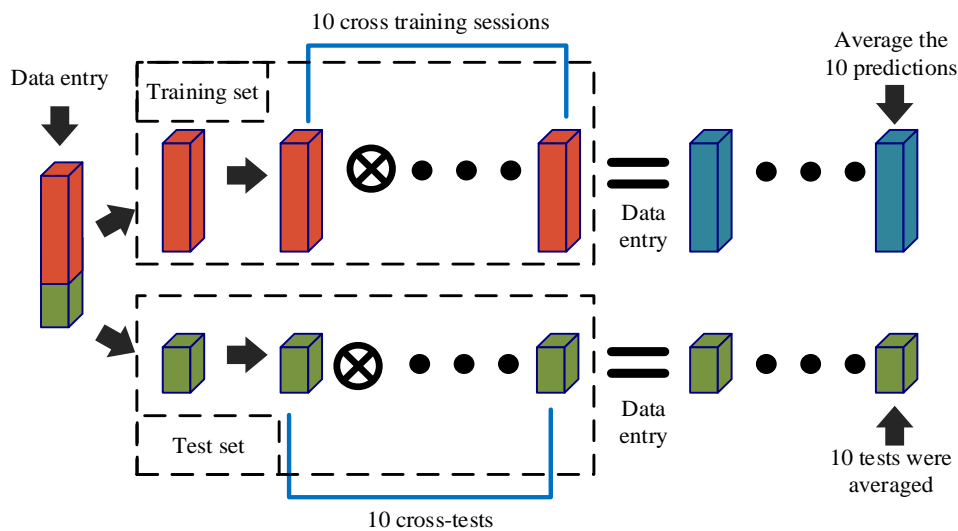 10 cross training sessions
Average the
10 predictions
Data entry
Training set
Data
entry
Data
entry
Test set
10 tests were
averaged
10 cross-tests